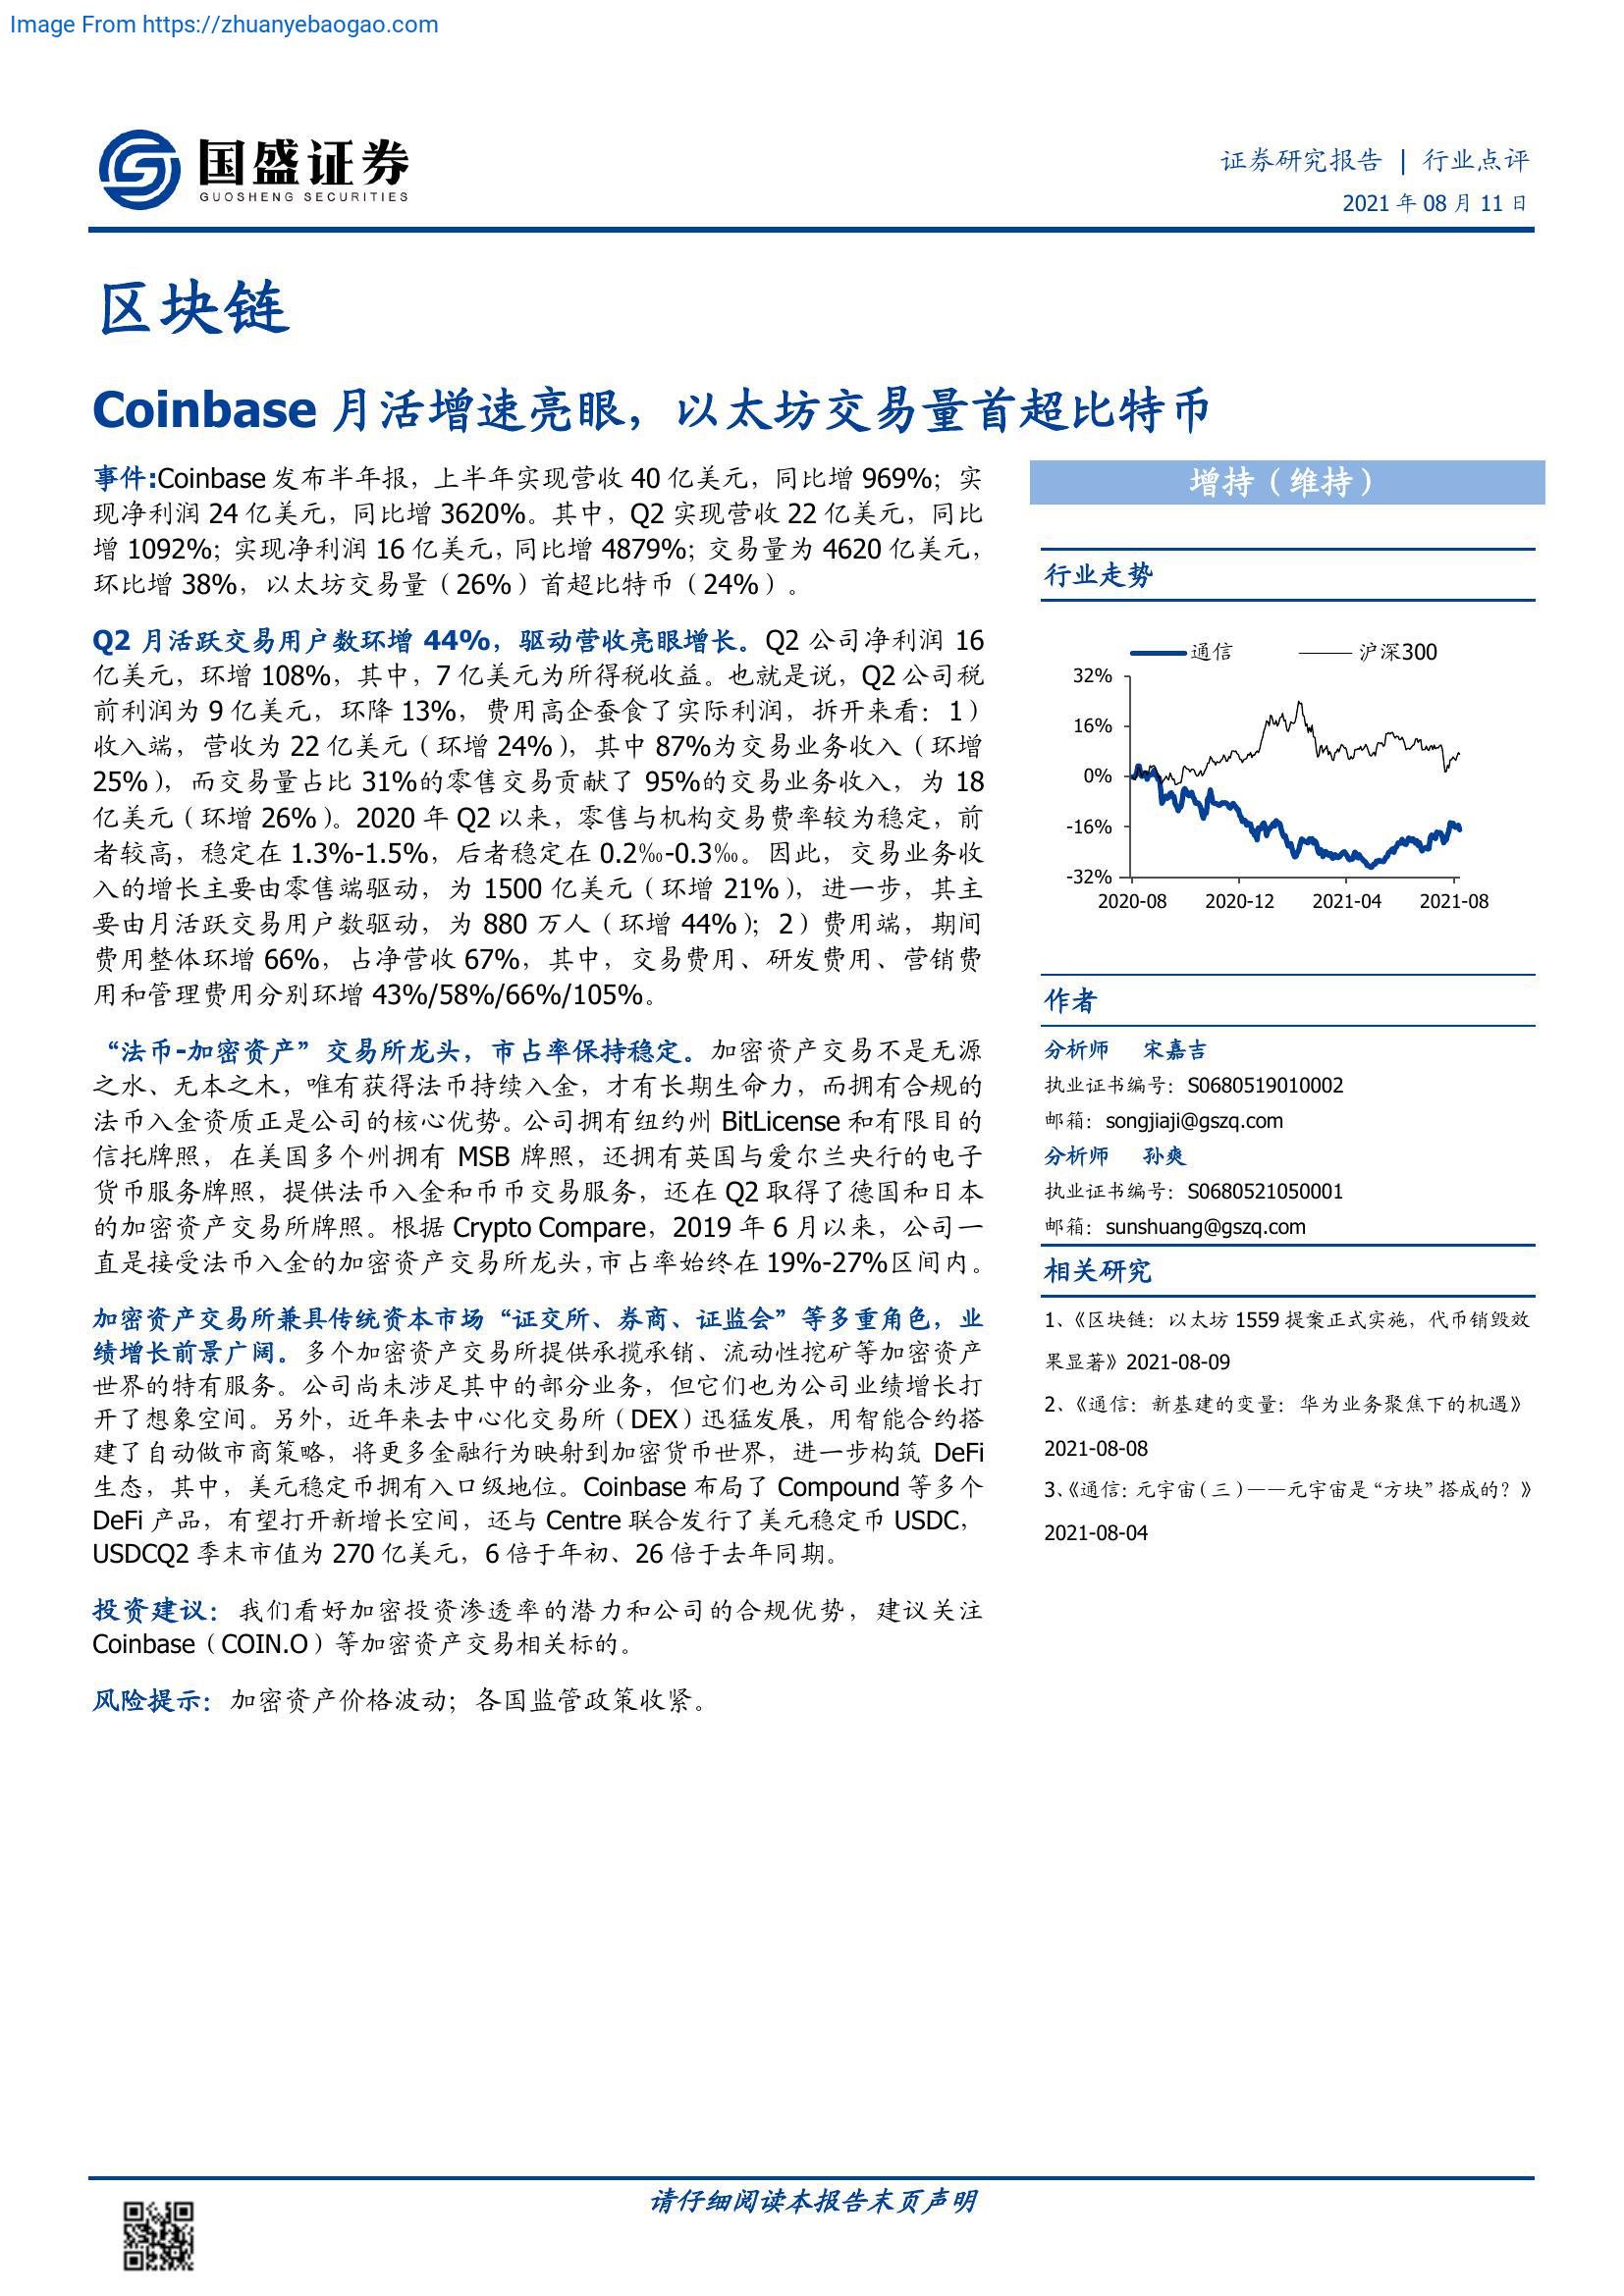 Image From https://zhuanyebaogao.com
国盛证券
GUOSHENG SECURITIES
证券研究报告 | 行业点评
2021 年 08 月 11 日
区块链
Coinbase 月活增速亮眼，以太坊交易量首超比特币
事件:Coinbase 发布半年报，上半年实现营收 40 亿美元，同比增 969%；实
现净利润 24 亿美元，同比增 3620%。其中，Q2 实现营收 22 亿美元，同比
增 1092%；实现净利润 16 亿美元，同比增 4879%；交易量为 4620 亿美元，
环比增 38%，以太坊交易量（26%）首超比特币（24%）。
Q2 月活跃交易用户数环增 44%，驱动营收亮眼增长。Q2 公司净利润 16
亿美元，环增 108%，其中，7 亿美元为所得税收益。也就是说，Q2 公司税
前利润为 9 亿美元，环降 13%，费用高企蚕食了实际利润，拆开来看：1）
收入端，营收为 22 亿美元（环增 24%），其中 87%为交易业务收入（环增
25%），而交易量占比 31%的零售交易贡献了 95%的交易业务收入，为 18
亿美元（环增 26%）。2020 年 Q2 以来，零售与机构交易费率较为稳定，前
者较高，稳定在 1.3%-1.5%，后者稳定在 0.2‰-0.3‰。因此，交易业务收
入的增长主要由零售端驱动，为 1500 亿美元（环增 21%），进一步，其主
要由月活跃交易用户数驱动，为 880 万人（环增 44%）；2）费用端，期间
费用整体环增 66%，占净营收 67%，其中，交易费用、研发费用、营销费
用和管理费用分别环增 43%/58%/66%/105%。
“法币-加密资产”交易所龙头，市占率保持稳定。加密资产交易不是无源
之水、无本之木，唯有获得法币持续入金，才有长期生命力，而拥有合规的
法币入金资质正是公司的核心优势。公司拥有纽约州 BitLicense 和有限目的
信托牌照，在美国多个州拥有 MSB 牌照，还拥有英国与爱尔兰央行的电子
货币服务牌照，提供法币入金和币币交易服务，还在 Q2 取得了德国和日本
的加密资产交易所牌照。根据 Crypto Compare，2019 年 6 月以来，公司一
直是接受法币入金的加密资产交易所龙头，市占率始终在 19%-27%区间内。
加密资产交易所兼具传统资本市场“证交所、券商、证监会”等多重角色，业
绩增长前景广阔。多个加密资产交易所提供承揽承销、流动性挖矿等加密资产
世界的特有服务。公司尚未涉足其中的部分业务，但它们也为公司业绩增长打
开了想象空间。另外，近年来去中心化交易所（DEX）迅猛发展，用智能合约搭
建了自动做市商策略，将更多金融行为映射到加密货币世界，进一步构筑 DeFi
生态，其中，美元稳定币拥有入口级地位。Coinbase 布局了 Compound 等多个
DeFi 产品，有望打开新增长空间，还与 Centre 联合发行了美元稳定币 USDC，
USDCQ2 季末市值为 270 亿美元，6 倍于年初、26 倍于去年同期。
投资建议：我们看好加密投资渗透率的潜力和公司的合规优势，建议关注
Coinbase（COIN.O）等加密资产交易相关标的。
风险提示：加密资产价格波动；各国监管政策收紧。
增持（维持）
行业走势
通信 沪深300
32%
16%
0%
-16%
-32%
2020-08 2020-12 2021-04 2021-08
作者
分析师 宋嘉吉
执业证书编号：S0680519010002
邮箱：songjiaji@gszq.com
分析师 孙爽
执业证书编号：S0680521050001
邮箱：sunshuang@gszq.com
相关研究
1、《区块链：以太坊 1559 提案正式实施，代币销毁效
果显著》2021-08-09
2、《通信：新基建的变量：华为业务聚焦下的机遇》
2021-08-08
3、《通信：元宇宙（三）——元宇宙是“方块”搭成的？》
2021-08-04
请仔细阅读本报告末页声明